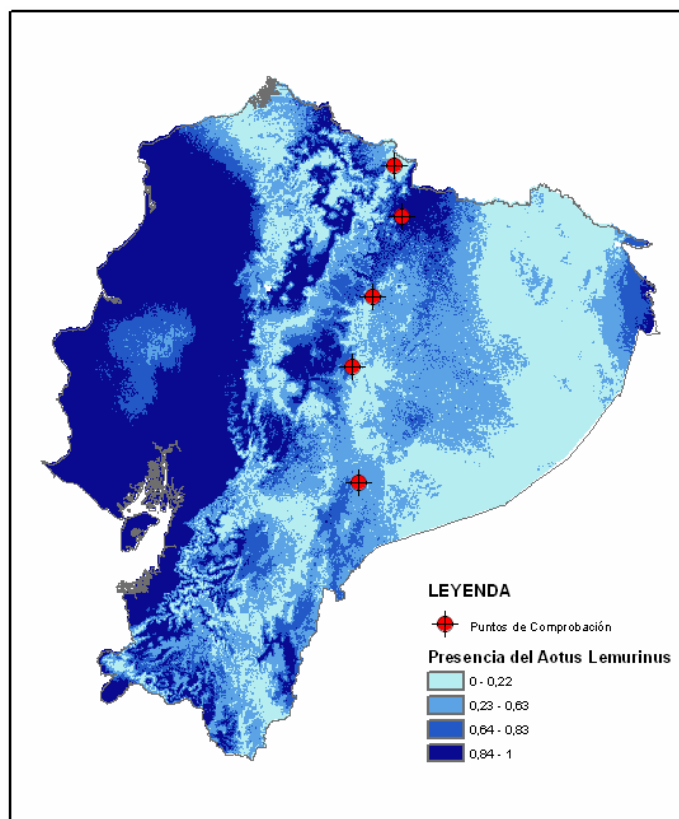 LEYENDA
Puntos de Comprobación
Presencia del Aotus Lemurinus
0 - 0,22
0,23 - 0,63
0,64 - 0,83
0,84 - 1